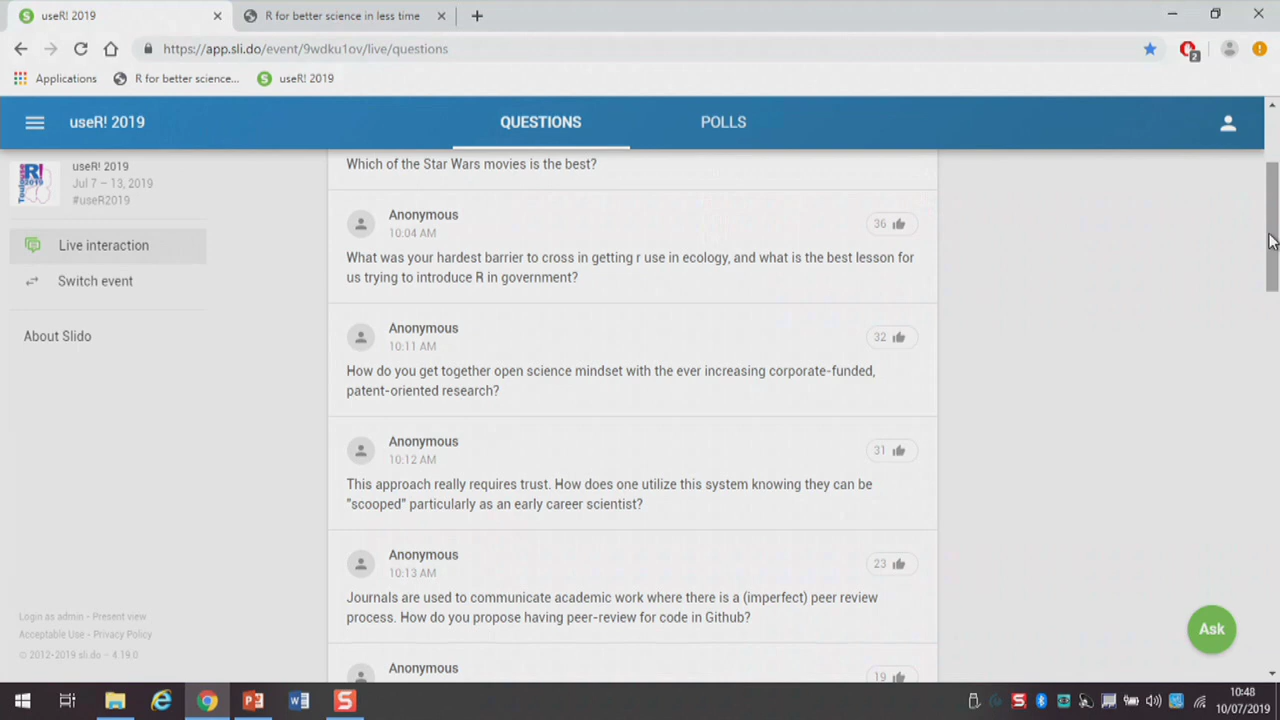 useR! 2019
R for better science in less time
https://app.sli.do/event/9wdku1ov/live/questions
2
Applications
R for better science...
useR! 2019
useR! 2019
QUESTIONS
POLLS
useR! 2019
Jul 7 – 13, 2019
#useR2019
Live interaction
Switch event
About Slido
Which of the Star Wars movies is the best?
Anonymous
36
10:04 AM
What was your hardest barrier to cross in getting r use in ecology, and what is the best lesson for
us trying to introduce R in government?
Anonymous
32
10:11 AM
How do you get together open science mindset with the ever increasing corporate-funded,
patent-oriented research?
Anonymous
31
10:12 AM
This approach really requires trust. How does one utilize this system knowing they can be
"scooped" particularly as an early career scientist?
Anonymous
23
10:13 AM
Journals are used to communicate academic work where there is a (imperfect) peer review
process. How do you propose having peer-review for code in Github?
Anonymous
19
Login as admin - Present view
Acceptable Use - Privacy Policy
© 2012-2019 sli.do – 4.19.0
Ask
10:48
10/07/2019